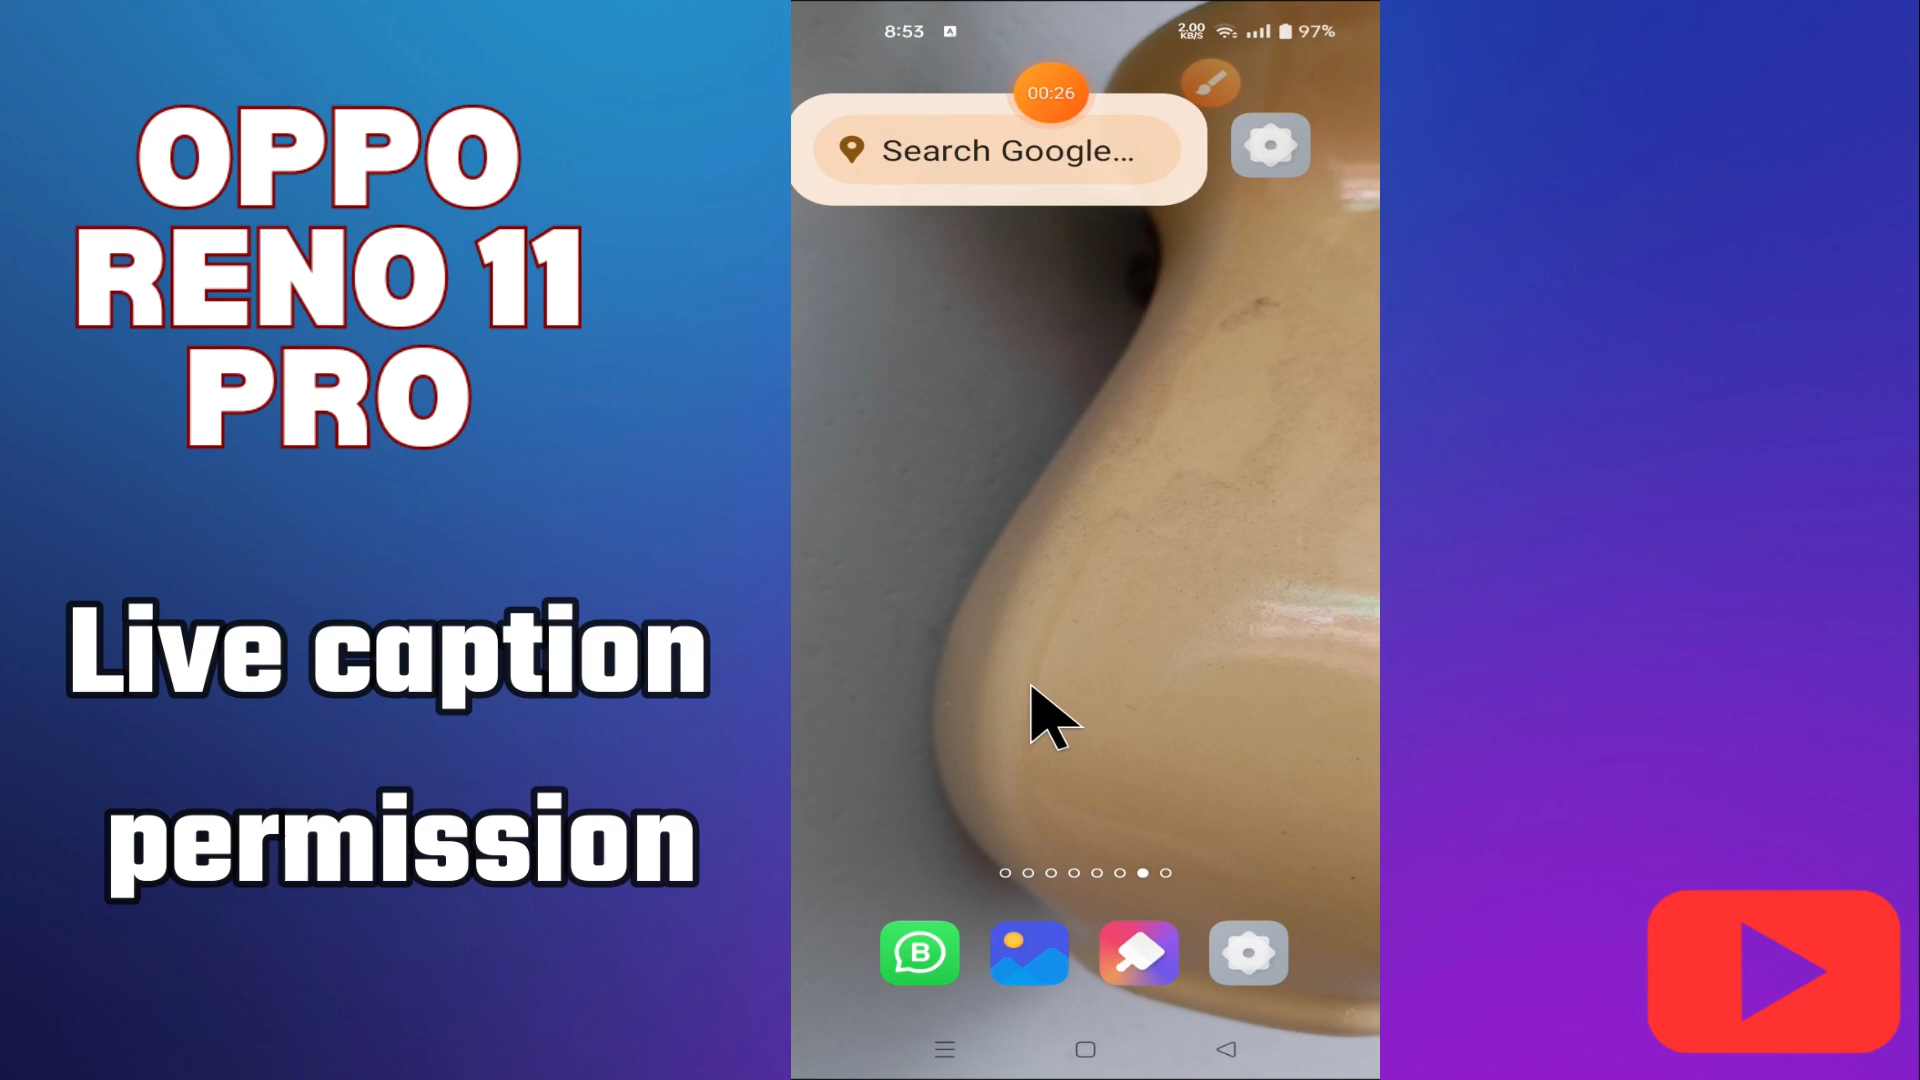 OPPO
RENO 11
PRO
Live caption
permission
8:53
A
2.00
KB/S
97%
00:26
Search Google...
B